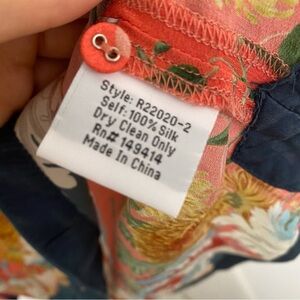 Style: R22020-2
Self: 100% Silk
Dry Clean Only
Rn# 149414
Made In China